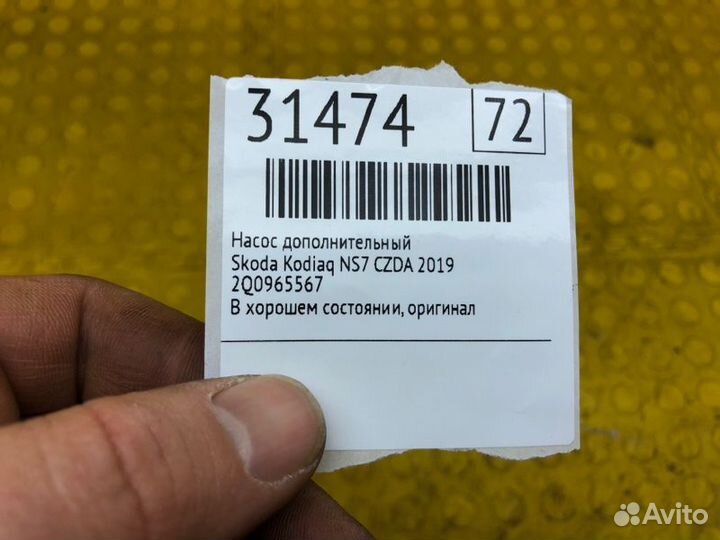 31474
72
Насос дополнительный
Skoda Kodiaq NS7 CZDA 2019
2Q0965567
В хорошем состоянии, оригинал
Avito